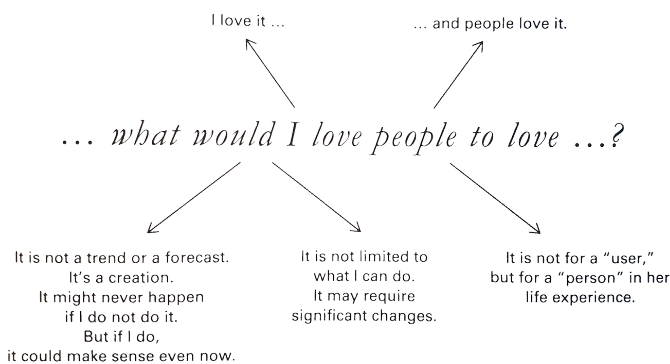 I love it ...
... and people love it.
... what would I love people to love ...?
It is not a trend or a forecast.
It's a creation.
It might never happen
if I do not do it.
But if I do,
it could make sense even now.
It is not limited to
what I can do.
It may require
significant changes.
It is not for a “user,”
but for a “person” in her
life experience.